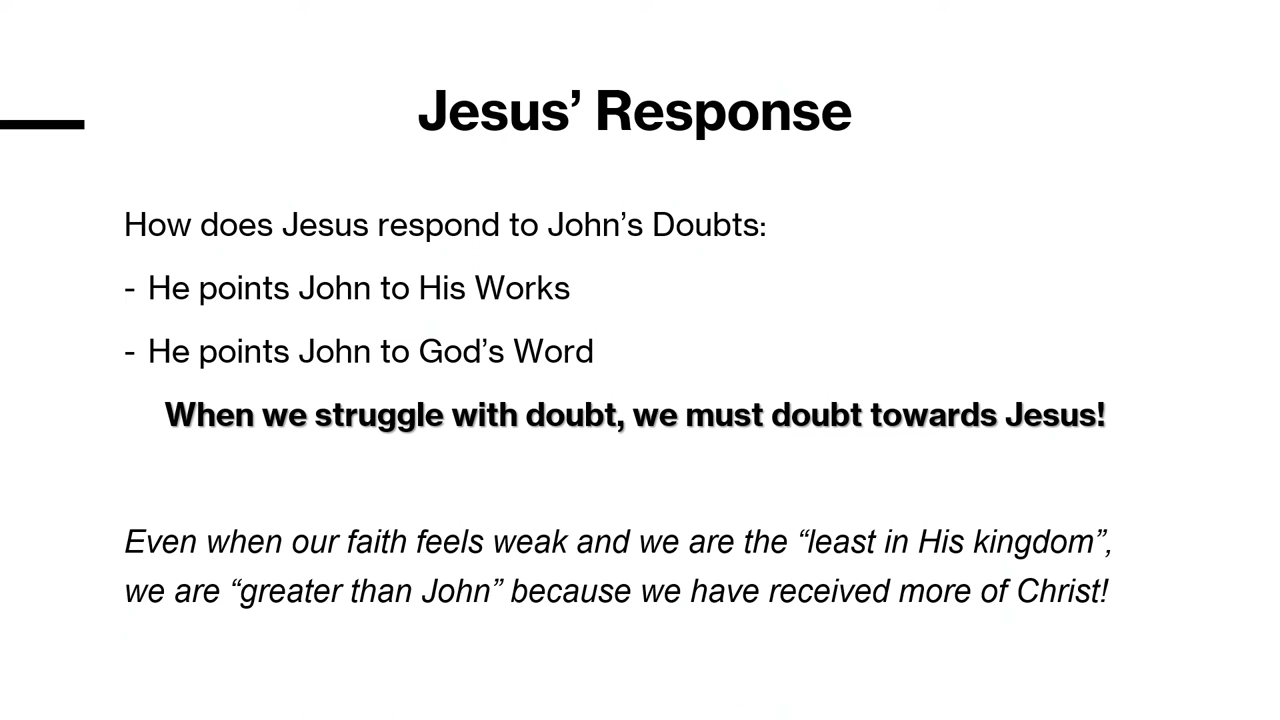 Jesus’ Response
How does Jesus respond to John’s Doubts:
- He points John to His Works
- He points John to God’s Word
When we struggle with doubt, we must doubt towards Jesus!
Even when our faith feels weak and we are the “least in His kingdom”,
we are “greater than John” because we have received more of Christ!